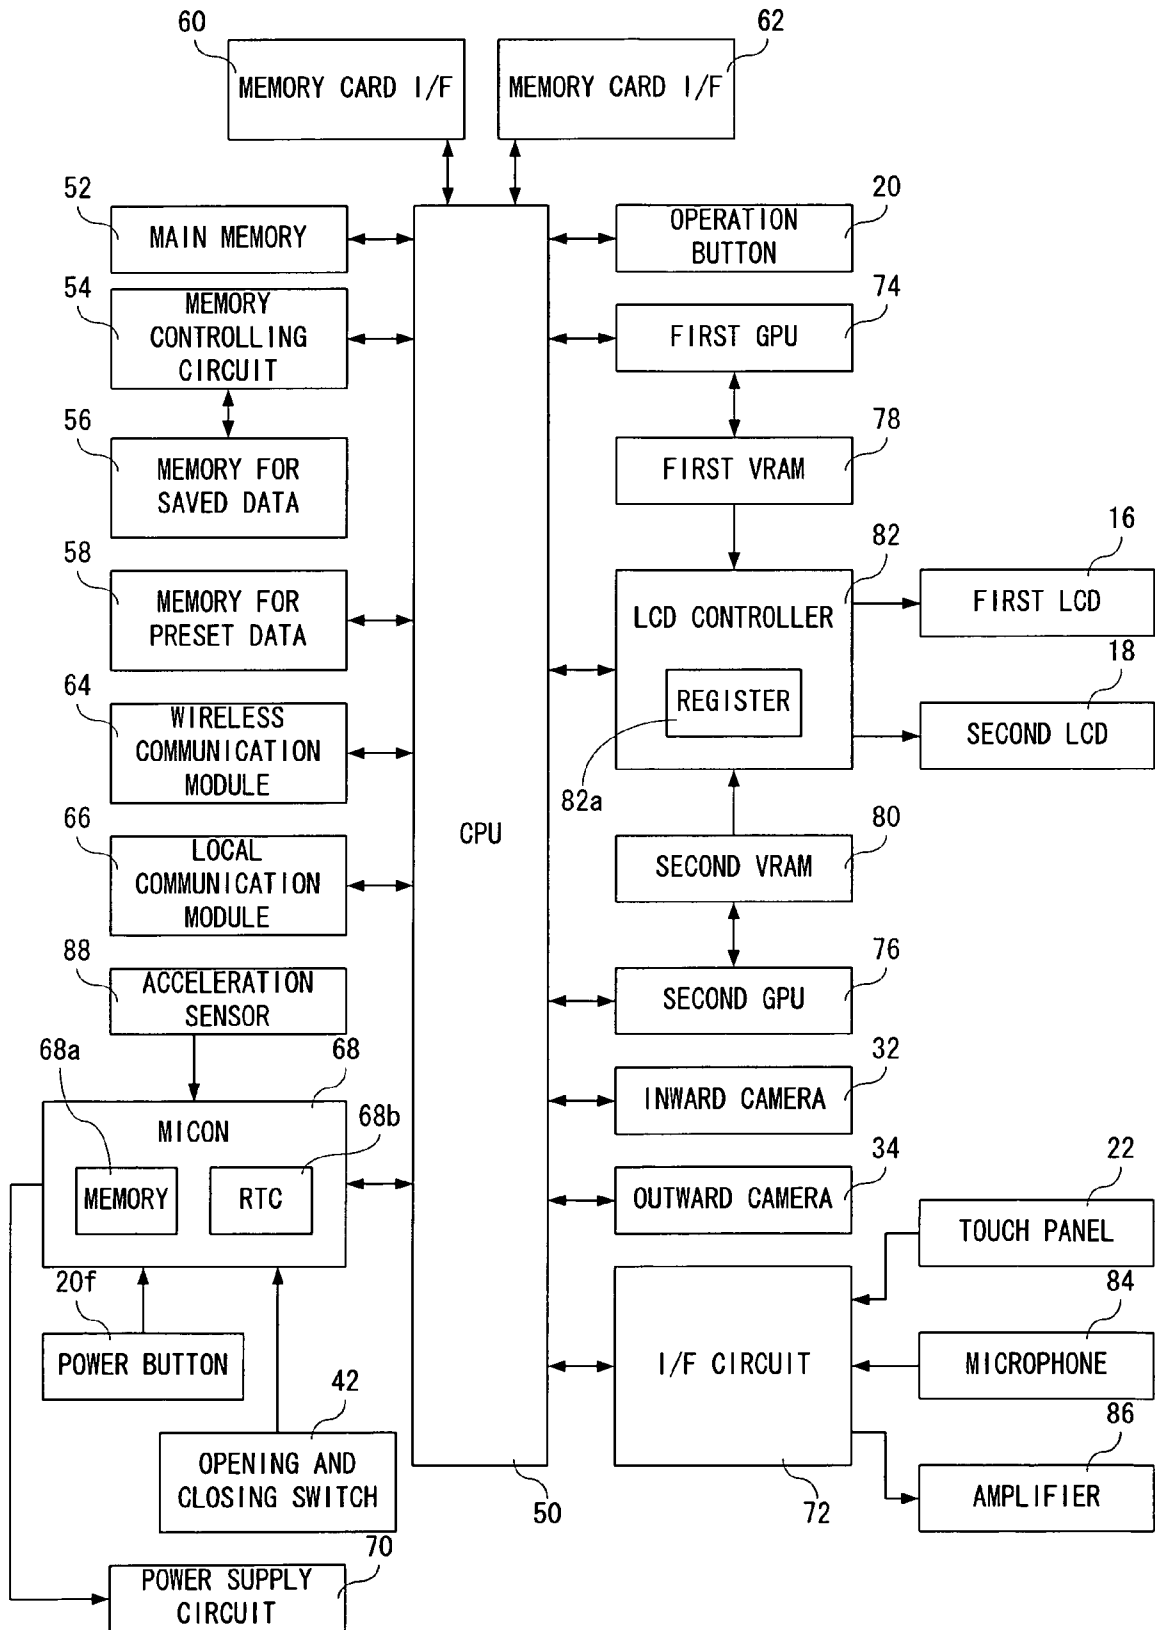 60
62
MEMORY CARD I/F
MEMORY CARD I/F
52
MAIN MEMORY
20
OPERATION
BUTTON
54
MEMORY
CONTROLLING
CIRCUIT
74
FIRST GPU
56
MEMORY FOR
SAVED DATA
78
FIRST VRAM
58
MEMORY FOR
PRESET DATA
82
LCD CONTROLLER
REGISTER
82a
16
FIRST LCD
18
SECOND LCD
64
WIRELESS
COMMUNICATION
MODULE
CPU
66
LOCAL
COMMUNICATION
MODULE
80
SECOND VRAM
88
ACCELERATION
SENSOR
76
SECOND GPU
68a
68
MICON
68b
MEMORY
RTC
32
INWARD CAMERA
34
OUTWARD CAMERA
22
TOUCH PANEL
20f
POWER BUTTON
I/F CIRCUIT
84
MICROPHONE
42
OPENING AND
CLOSING SWITCH
86
AMPLIFIER
50
72
70
POWER SUPPLY
CIRCUIT